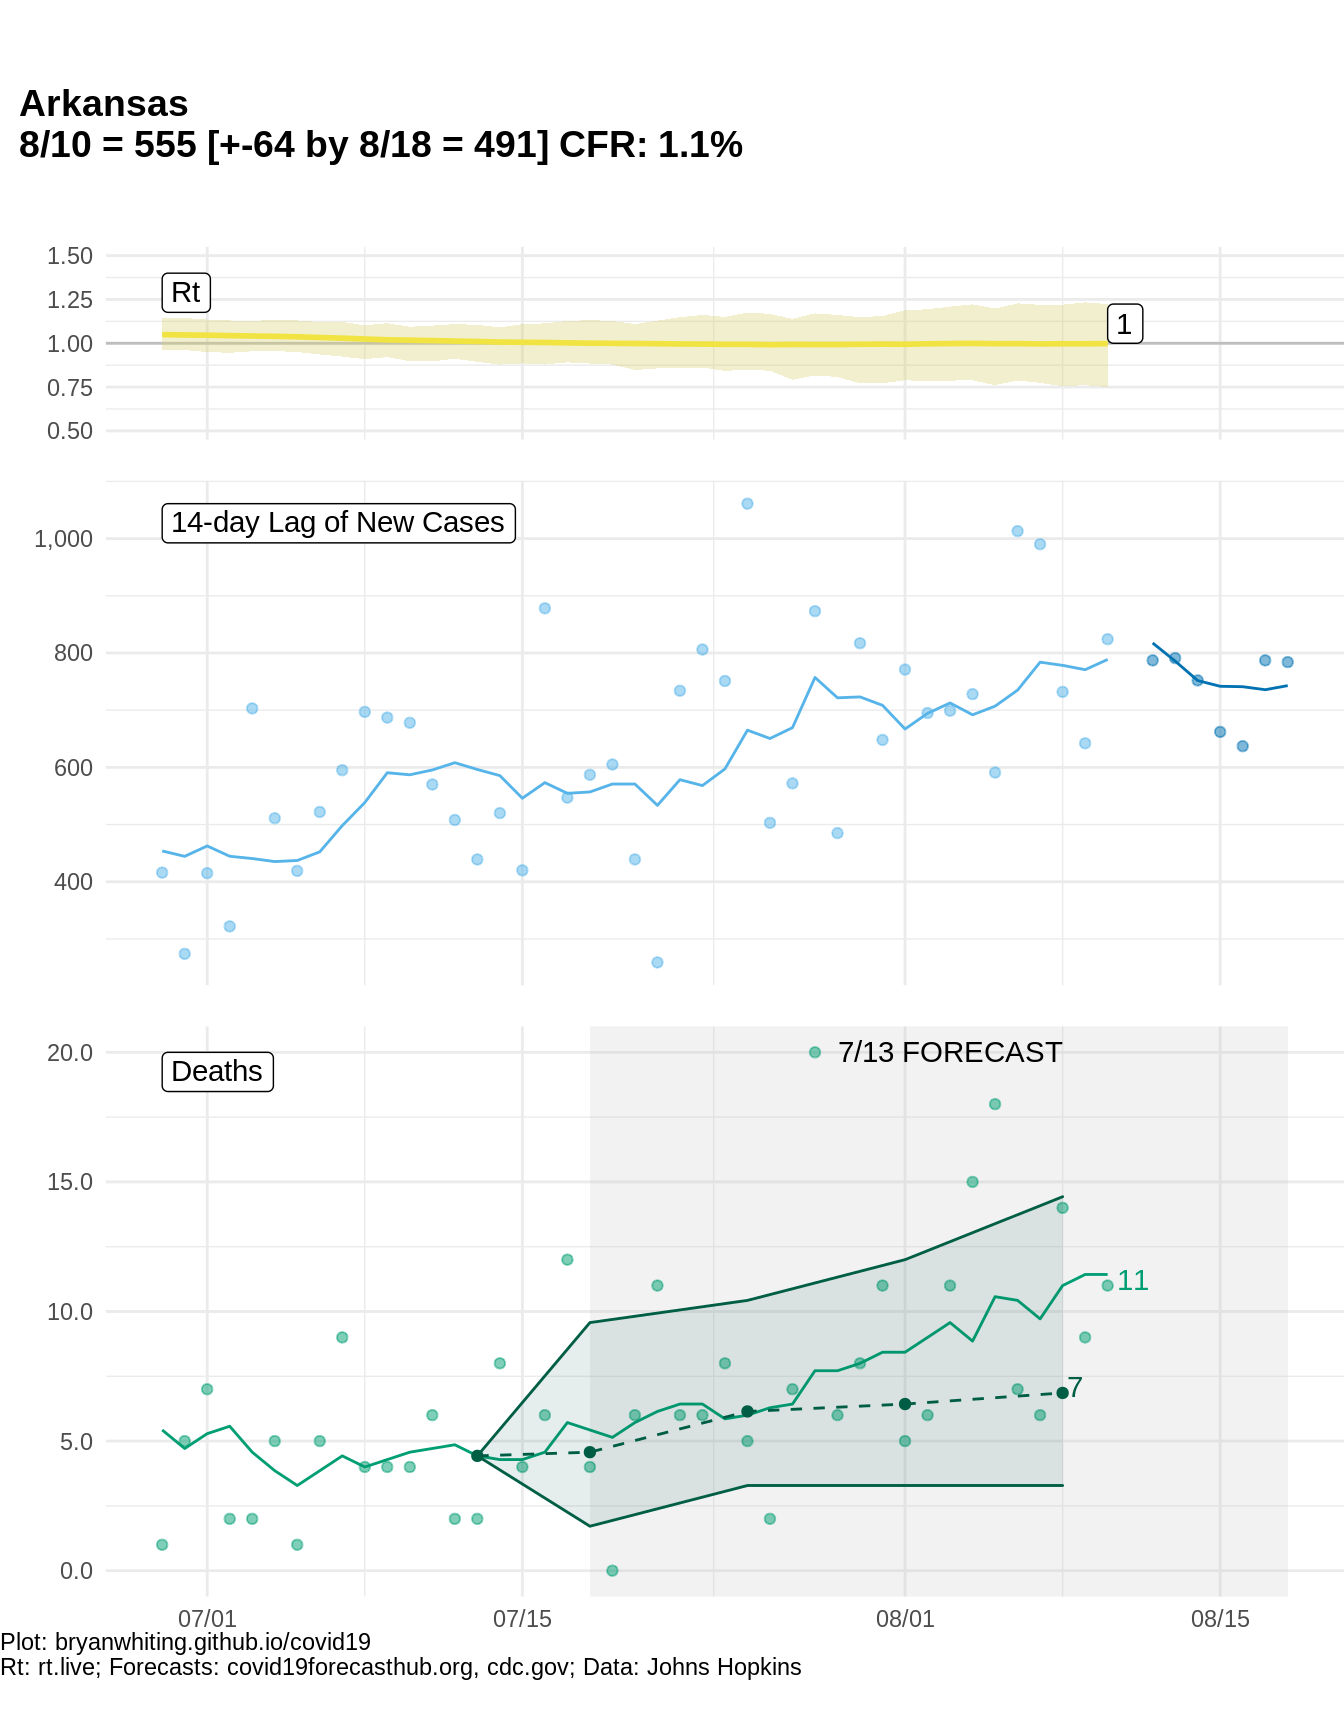 Arkansas
8/10 = 555 [+-64 by 8/18 = 491] CFR: 1.1%
1.50
Rt
1.25
1
1.00
0.75
0.50
14-day Lag of New Cases
1,000
800
600
400
20.0
7/13 FORECAST
Deaths
15.0
11
10.0
7
5.0
0.0
07/01 07/15 08/01 08/15
Plot: bryanwhiting.github.io/covid19
Rt: rt.live; Forecasts: covid19forecasthub.org, cdc.gov; Data: Johns Hopkins